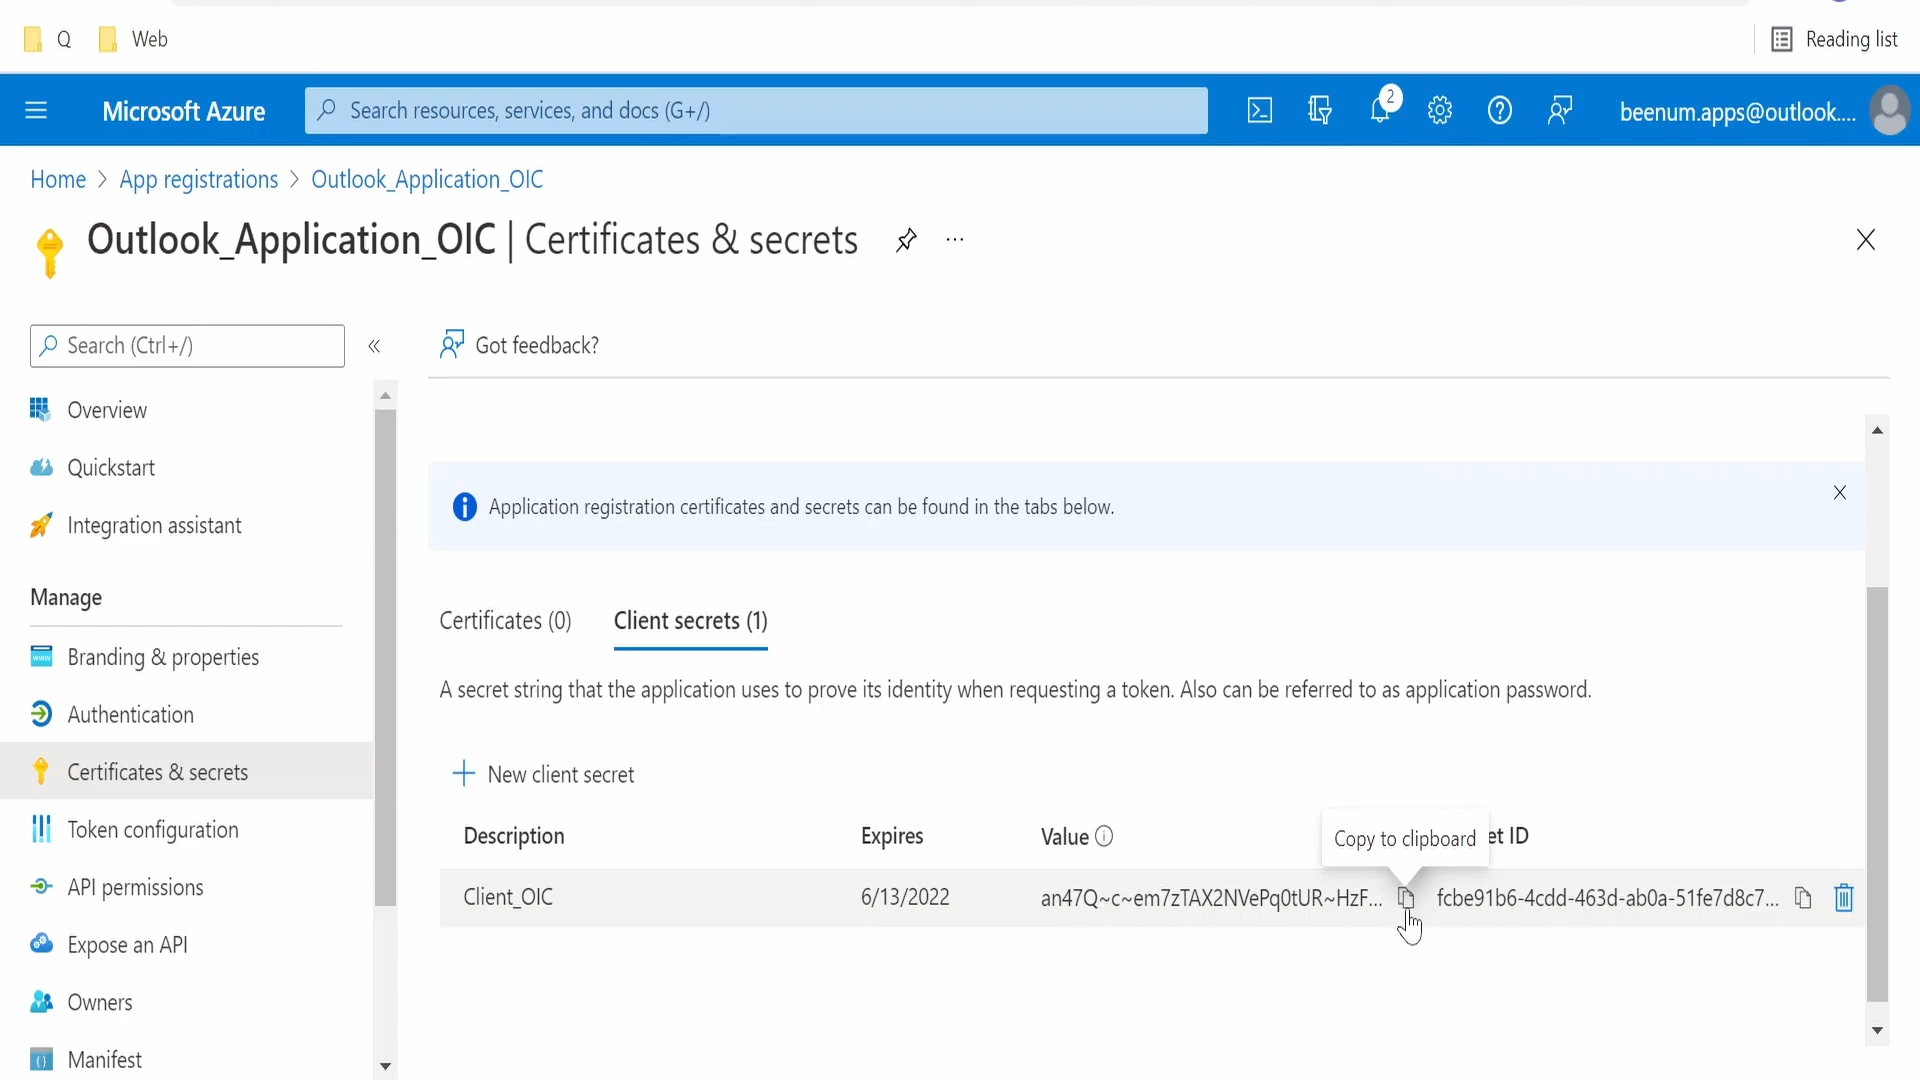 Q
Web
Reading list
Microsoft Azure
Search resources, services, and docs (G+/)
2
beenum.apps@outlook....
Home > App registrations > Outlook_Application_OIC
Outlook_Application_OIC | Certificates & secrets
...
Search (Ctrl+/)
«
Got feedback?
Overview
Quickstart
Integration assistant
Manage
Branding & properties
Authentication
Certificates & secrets
Token configuration
API permissions
Expose an API
Owners
Manifest
Application registration certificates and secrets can be found in the tabs below.
Certificates (0)
Client secrets (1)
A secret string that the application uses to prove its identity when requesting a token. Also can be referred to as application password.
New client secret
Copy to clipboard
Description Expires Value et ID
Client_OIC 6/13/2022 an47Q~c~em7zTAX2NVePq0tUR~HzF... fcbe91b6-4cdd-463d-ab0a-51fe7d8c7...